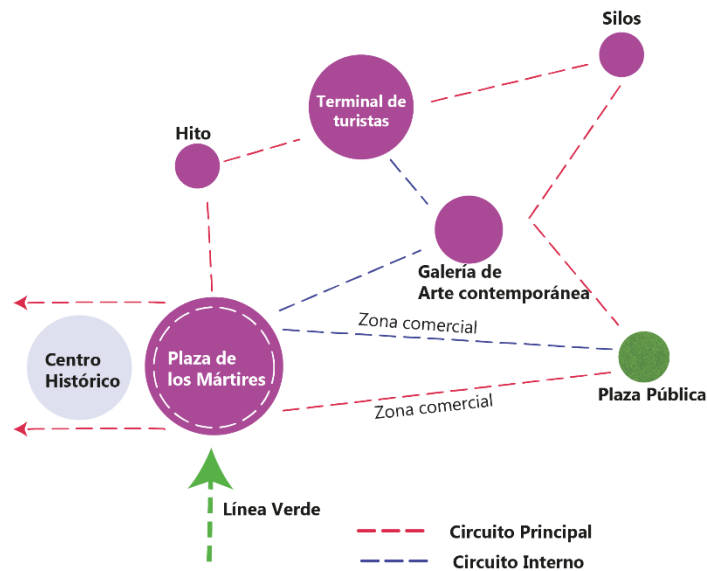 Silos
Terminal de
turistas
Hito
Galería de
Arte contemporánea
Zona comercial
Centro
Histórico
Plaza de
los Mártires
Plaza Pública
Zona comercial
Línea Verde
Circuito Principal
Circuito Interno